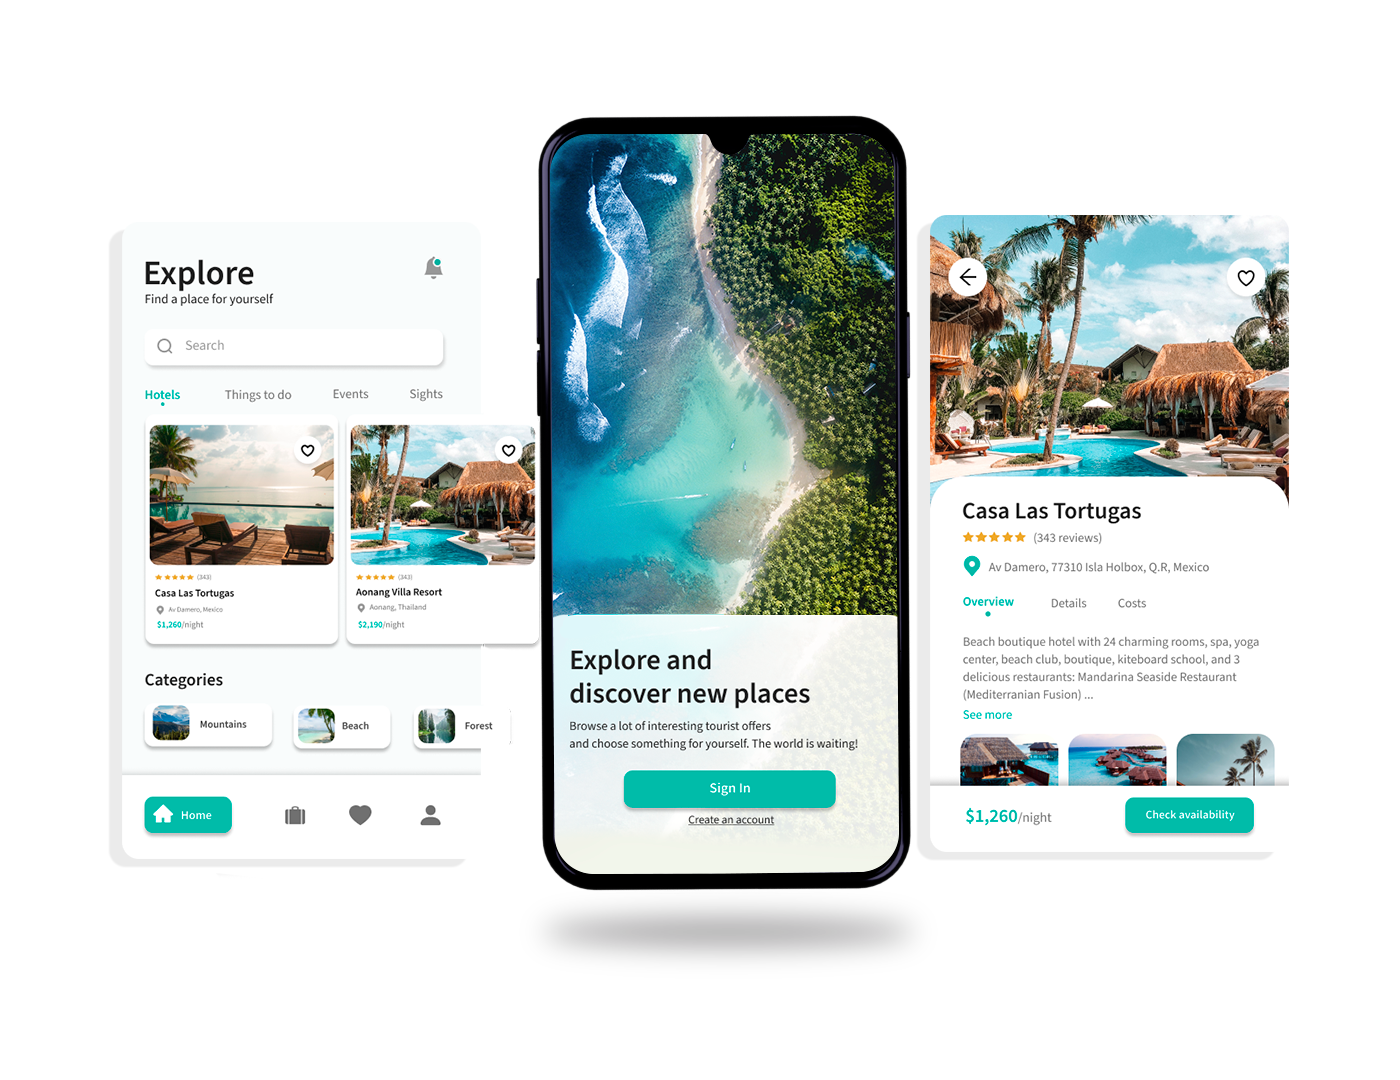 Explore
Find a place for yourself
Search
Hotels
Things to do
Events
Sights
(343)
Casa Las Tortugas
Av Damero, Mexico
$1,260/night
(343)
Aonang Villa Resort
Aonang, Thailand
$2,190/night
Categories
Mountains
Beach
Forest
Home
Explore and
discover new places
Browse a lot of interesting tourist offers
and choose something for yourself. The world is waiting!
Sign In
Create an account
Casa Las Tortugas
(343 reviews)
Av Damero, 77310 Isla Holbox, Q.R, Mexico
Overview
Details
Costs
Beach boutique hotel with 24 charming rooms, spa, yoga
center, beach club, boutique, kiteboard school, and 3
delicious restaurants: Mandarina Seaside Restaurant
(Mediterranian Fusion) ...
See more
$1,260/night
Check availability